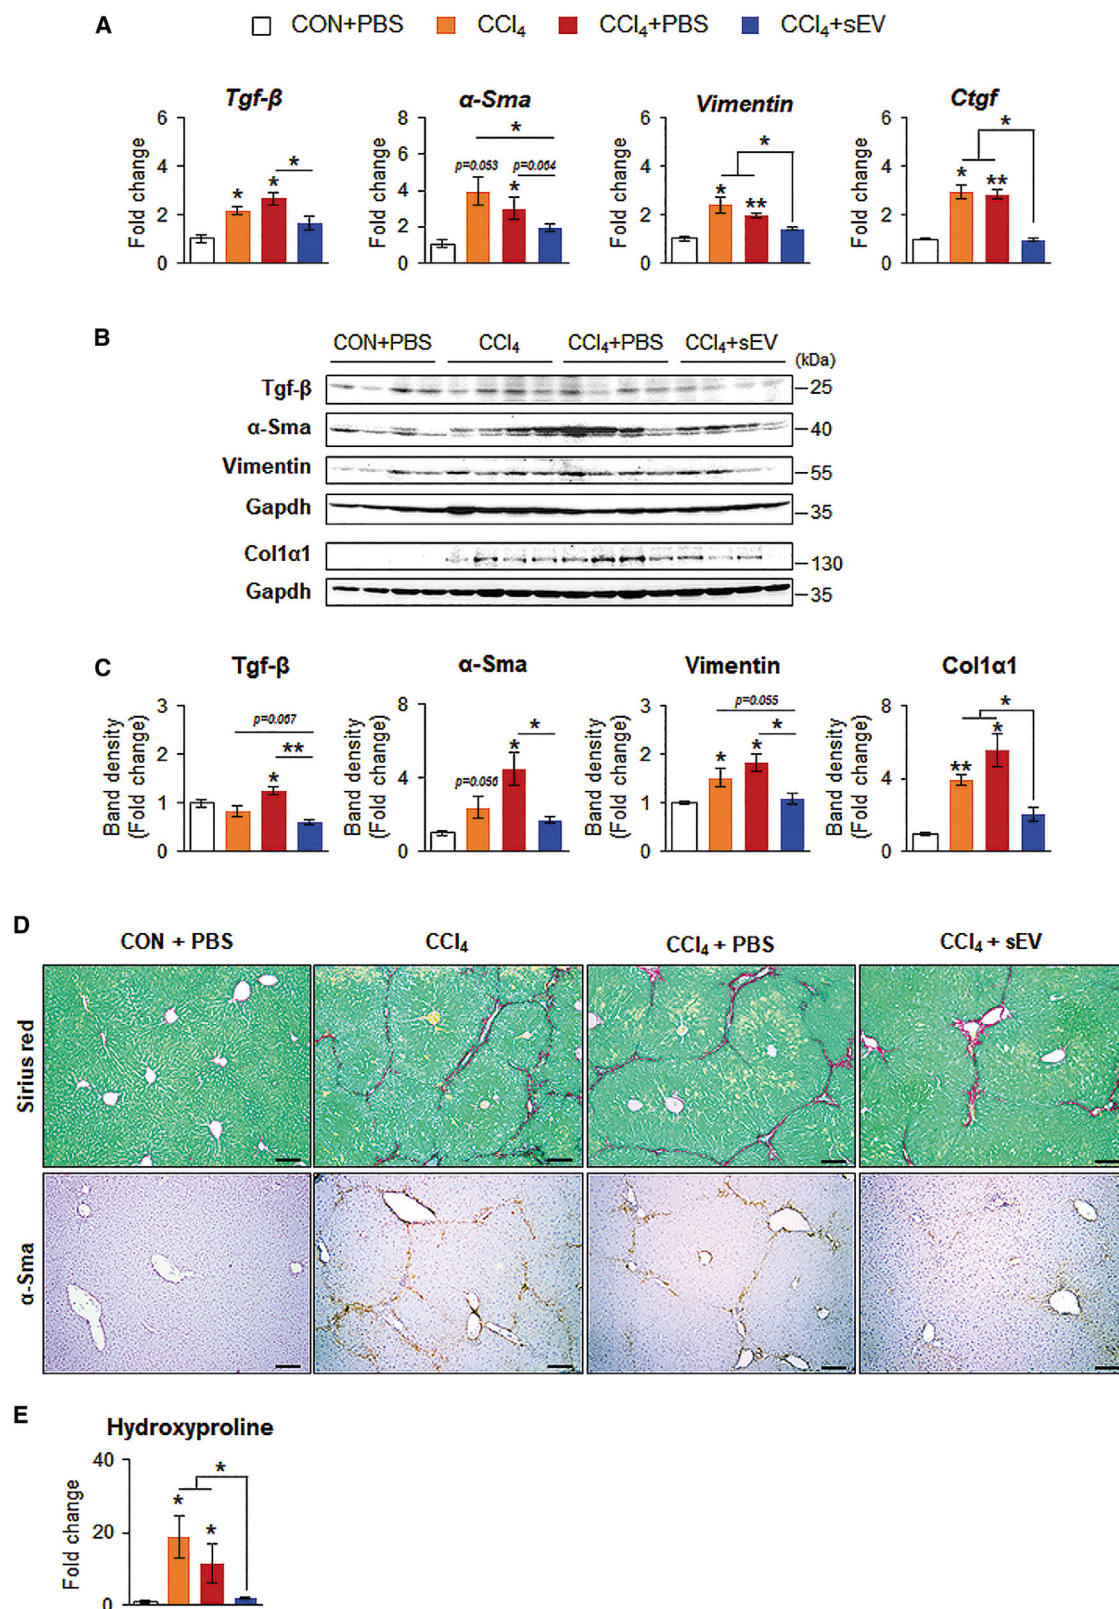 A
CON+PBS CCl4 CCl4+PBS CCl4+sEV
Tgf-β α-Sma Vimentin Ctgf
Fold change
6
4
2
0
*
*
*
Fold change
8
6
4
2
0
*
p=0.053
p=0.064
*
Fold change
6
4
2
0
*
*
**
Fold change
6
4
2
0
*
*
**
B
CON+PBS CCl4 CCl4+PBS CCl4+sEV
(kDa)
Tgf-β –25
α-Sma –40
Vimentin –55
Gapdh –35
Col1α1 –130
Gapdh –35
C
Tgf-β α-Sma Vimentin Col1α1
Band density
(Fold change)
3
2
1
0
p=0.067
**
*
Band density
(Fold change)
8
4
0
*
*
p=0.056
Band density
(Fold change)
3
2
1
0
p=0.055
*
*
*
Band density
(Fold change)
8
4
0
*
*
**
D
CON + PBS CCl4 CCl4 + PBS CCl4 + sEV
Sirius red
α-Sma
E
Hydroxyproline
Fold change
40
20
0
*
*
*